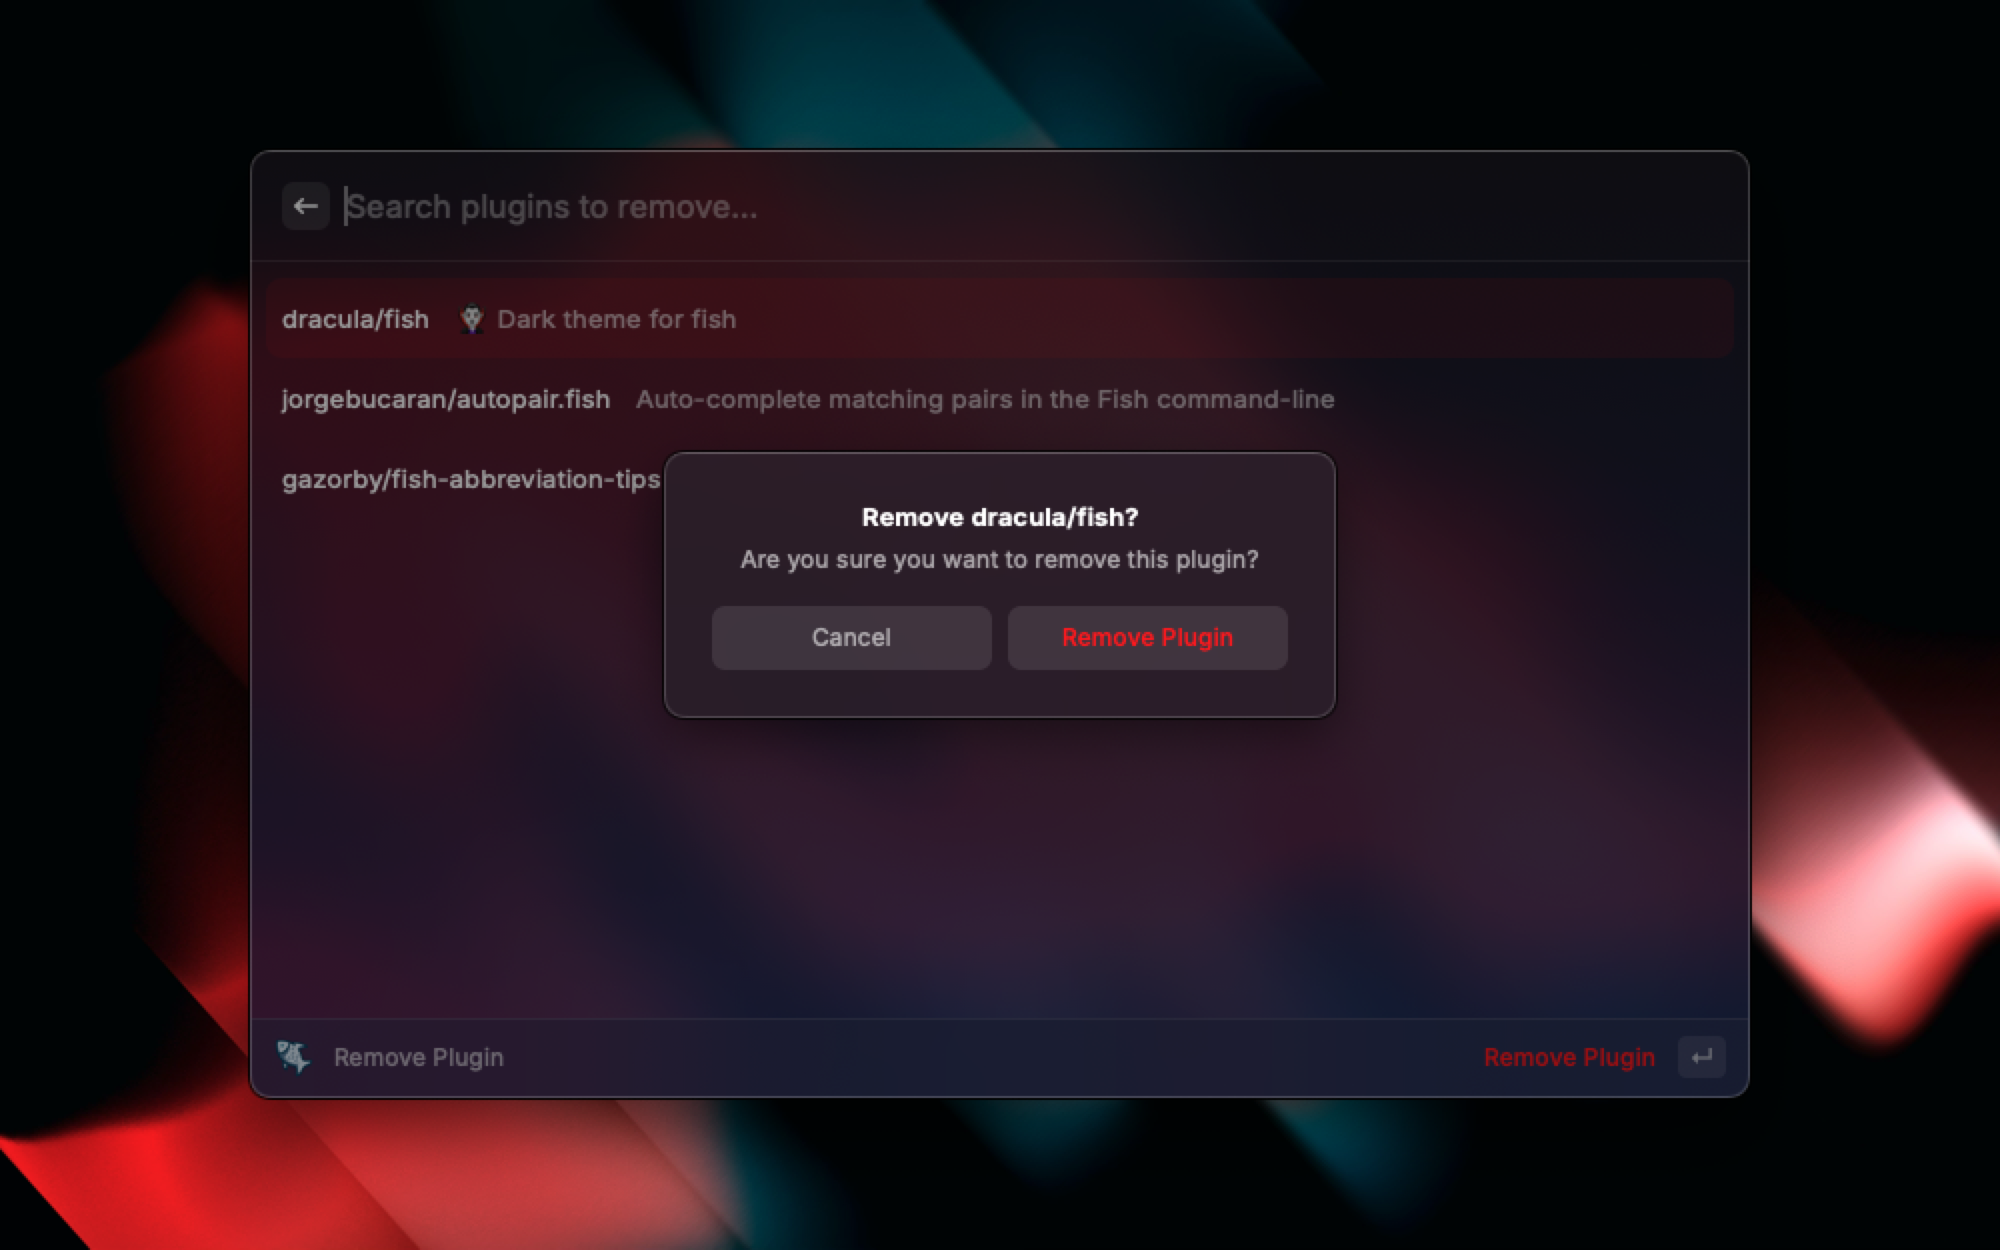 Search plugins to remove...
dracula/fish 🧛🏻‍♂️ Dark theme for fish
jorgebucaran/autopair.fish Auto-complete matching pairs in the Fish command-line
gazorby/fish-abbreviation-tips
Remove dracula/fish?
Are you sure you want to remove this plugin?
Cancel Remove Plugin
Remove Plugin Remove Plugin